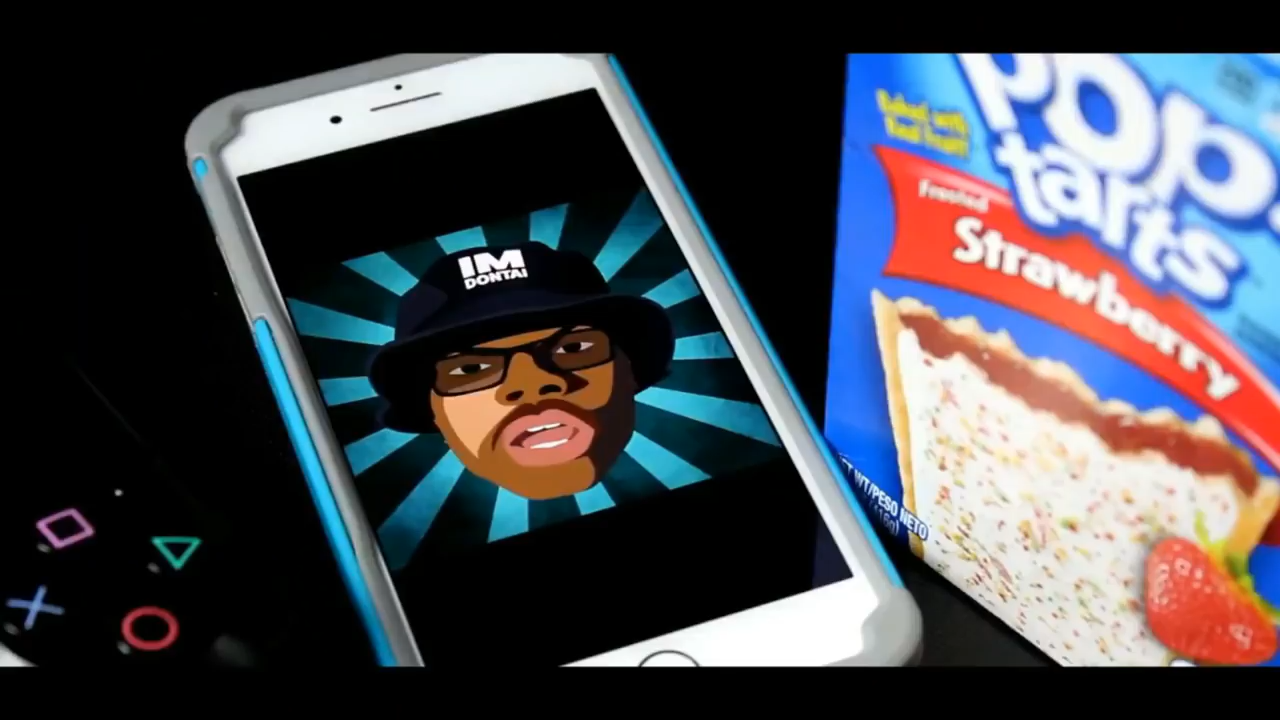 IM
DONTAI
Pop.
tarts
Baked with
Real Fruit!
Frosted
Strawberry
NET WT/PESO NETO